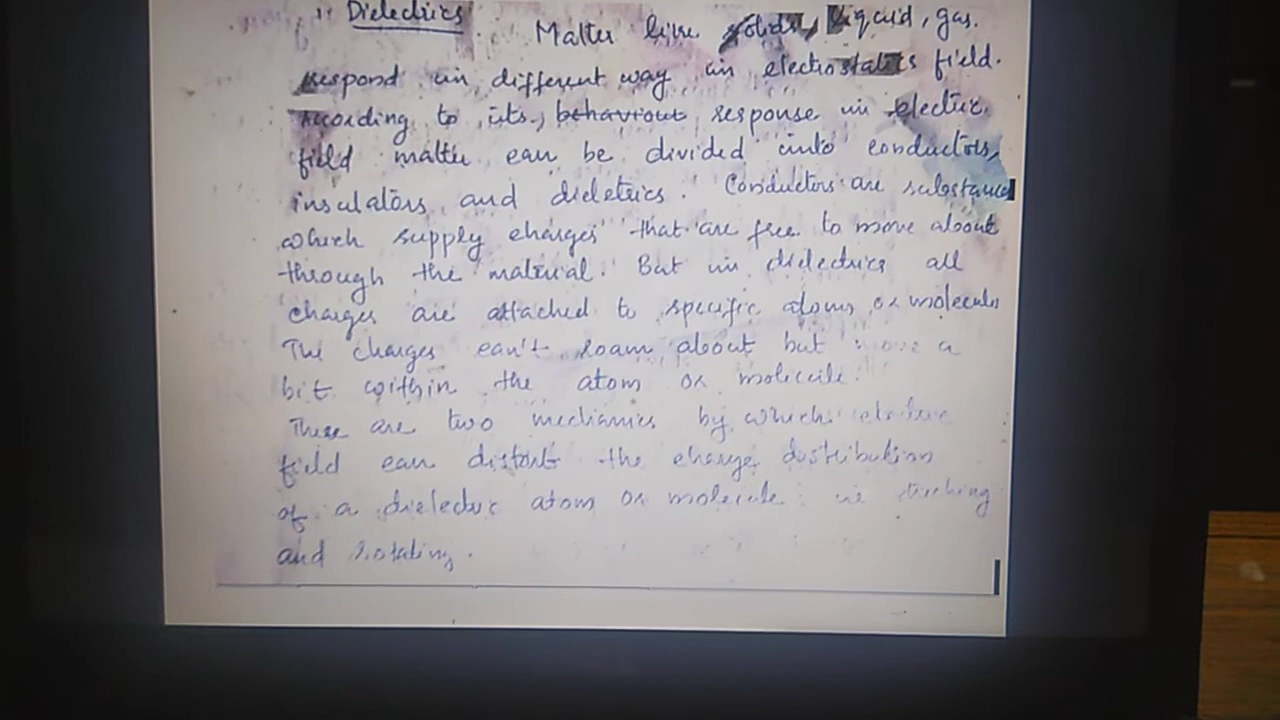 Dielectrics
Matter like solids, liquid, gas.
respond in different way in electrostatics field.
According to its, behaviour response in electric
field matter can be divided into conductors,
insulators and dieletrics. Conductors are substance
which supply charges that are free to move about
through the material. But in dielectrics all
charges are attached to specific atoms or molecules
The charges can't roam about but move a
bit within the atom or molecule.
There are two mechanics by which electric
field can distort the charge distribution
of a dielectric atom or molecule
and rotating.